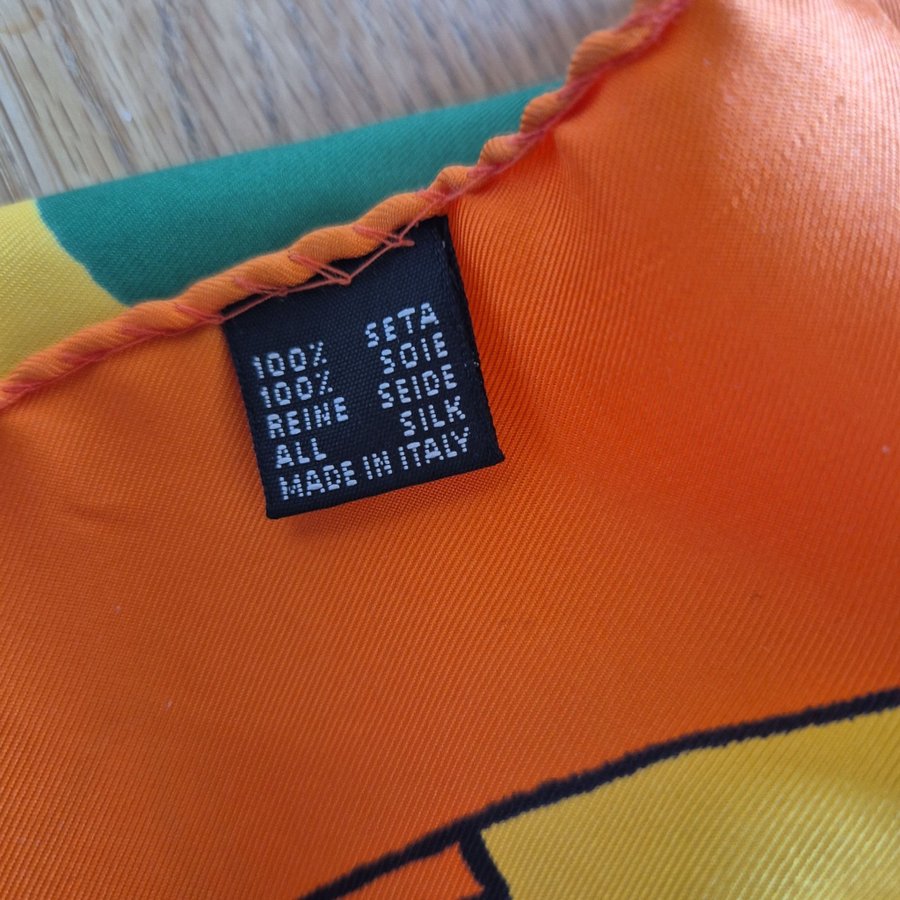 100% SETA
100% SOIE
REINE SEIDE
ALL SILK
MADE IN ITALY